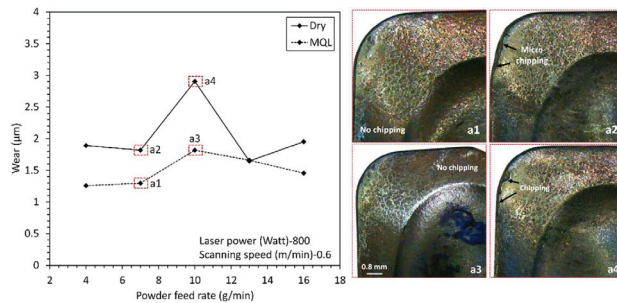 4
3.5
3
2.5
2
1.5
1
0.5
0
Wear (µm)
Dry
MQL
a4
a3
a2
a1
Laser power (Watt)-800
Scanning speed (m/min)-0.6
2 4 6 8 10 12 14 16 18
Powder feed rate (g/min)
No chipping
a1
Micro
chipping
a2
No chipping
0.8 mm
a3
Chipping
a4